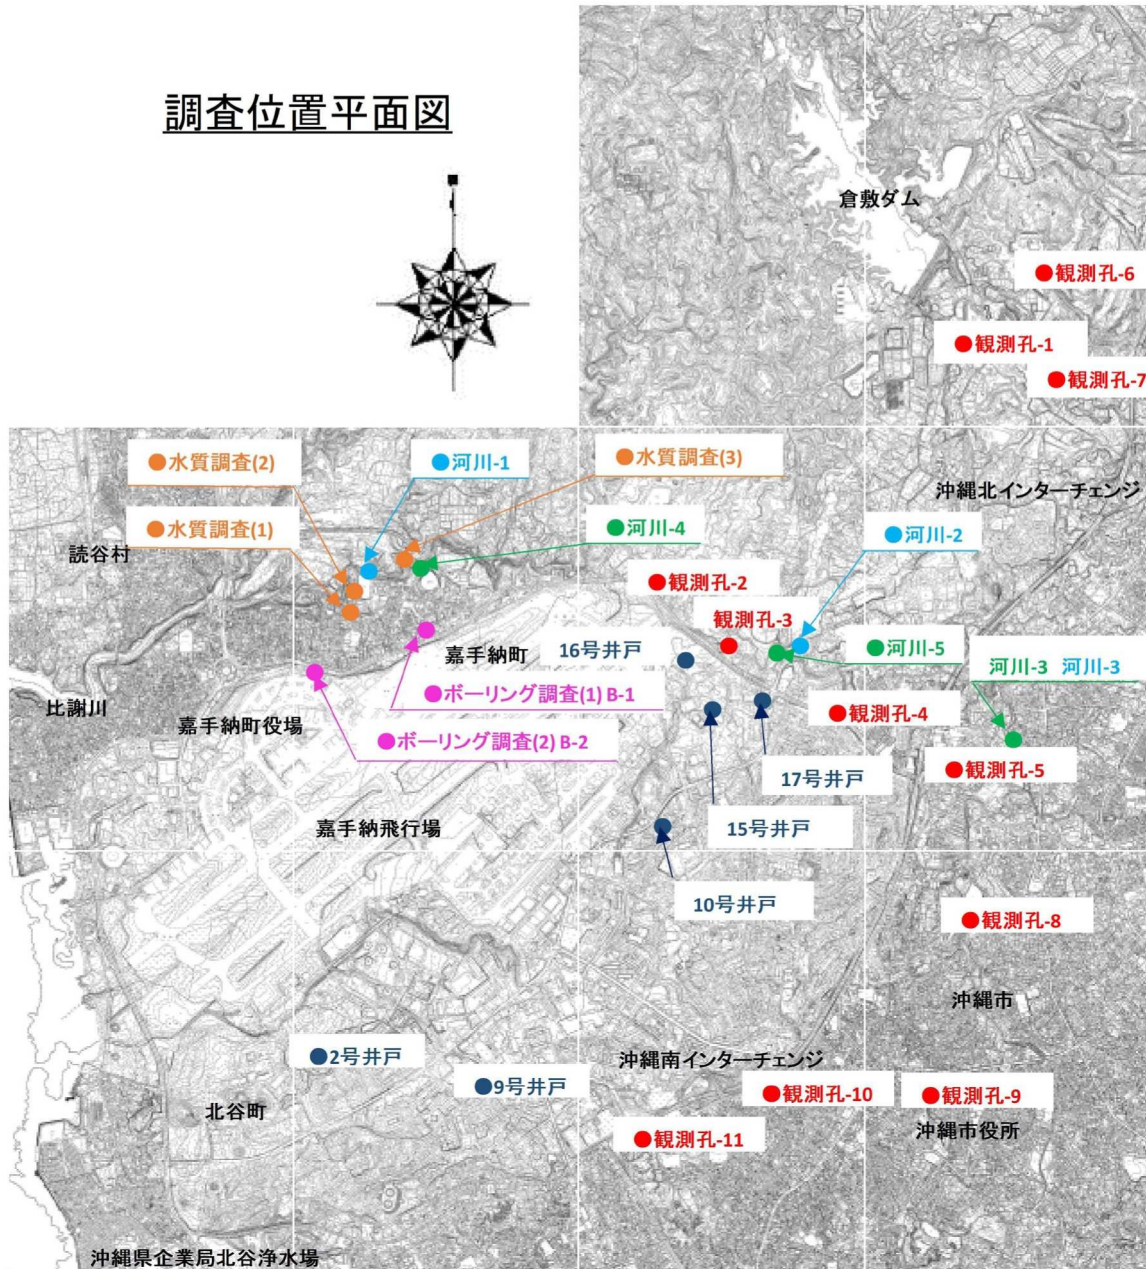 調査位置平面図
倉敷ダム
●観測孔-6
●観測孔-1
●観測孔-7
●水質調査(2)
●河川-1
●水質調査(3)
沖縄北インターチェンジ
●水質調査(1)
●河川-4
●河川-2
読谷村
●観測孔-2
観測孔-3
嘉手納町
16号井戸
●河川-5
河川-3 河川-3
●ボーリング調査(1) B-1
比謝川
嘉手納町役場
●観測孔-4
●ボーリング調査(2) B-2
●観測孔-5
17号井戸
嘉手納飛行場
15号井戸
10号井戸
●観測孔-8
沖縄市
●2号井戸
沖縄南インターチェンジ
●9号井戸
●観測孔-10
●観測孔-9
北谷町
●観測孔-11
沖縄市役所
沖縄県企業局北谷浄水場